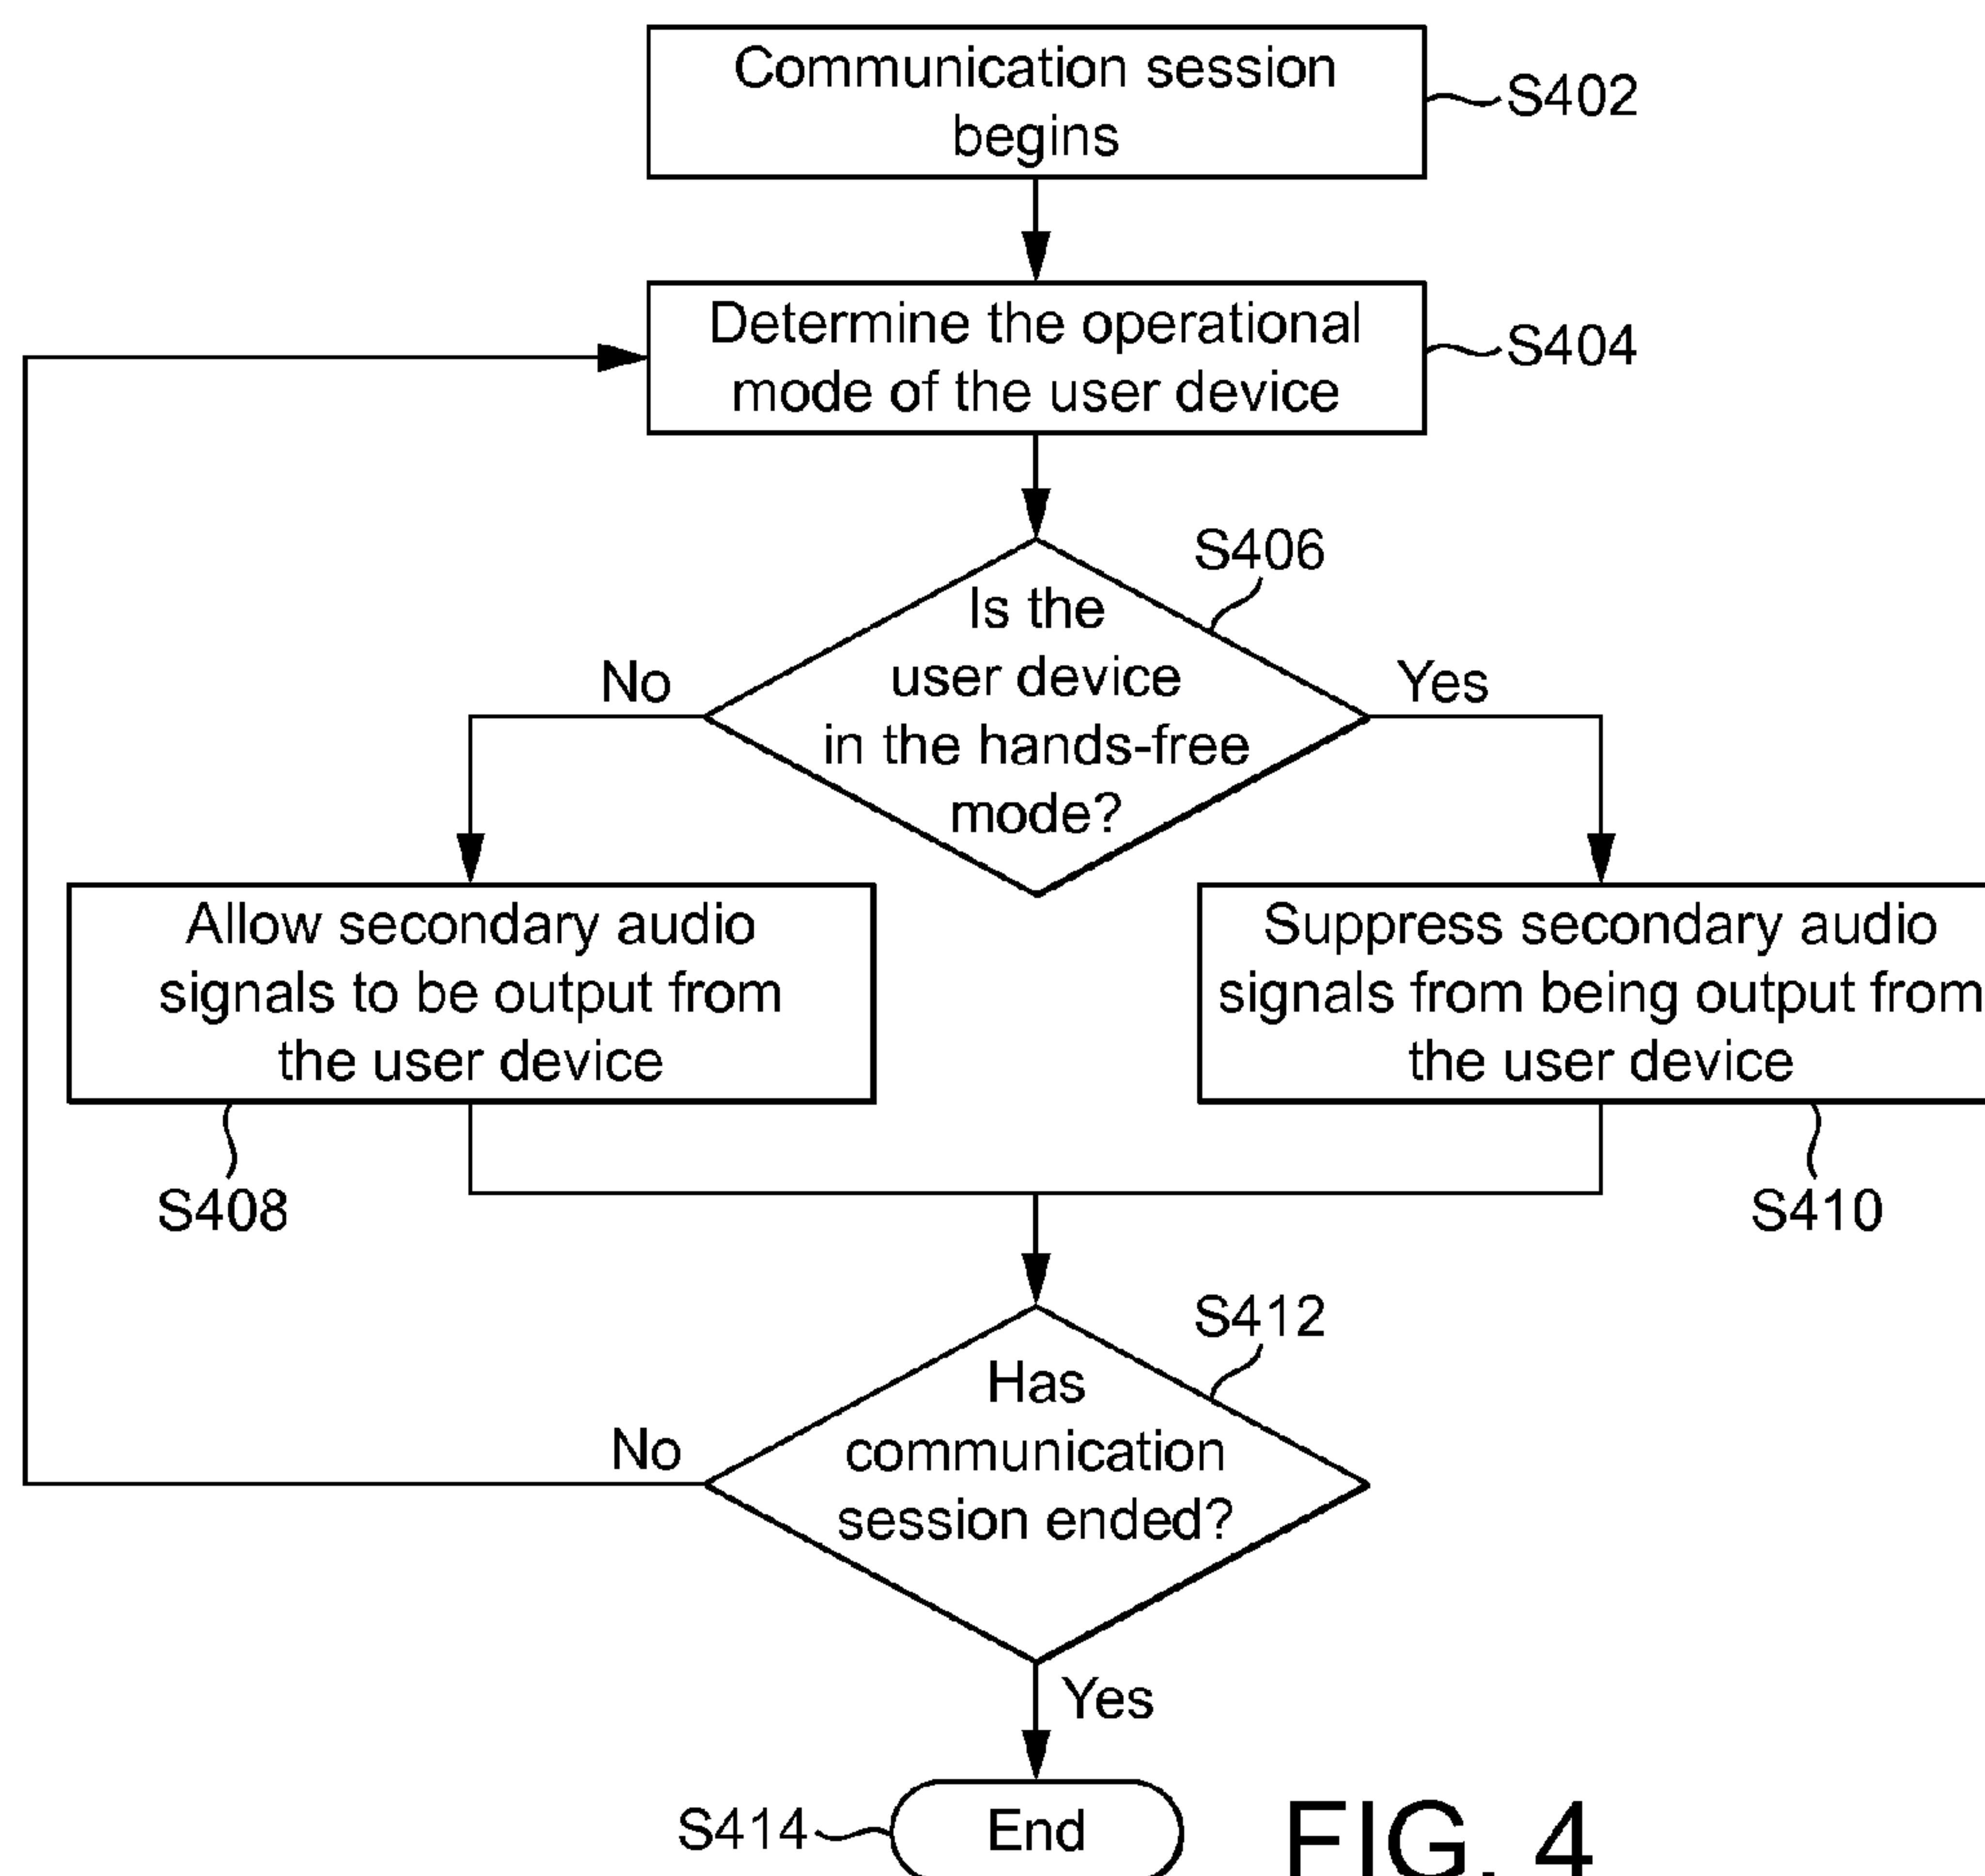 Communication session
begins
S402
Determine the operational
mode of the user device
S404
S406
Is the
user device
in the hands-free
mode?
No
Yes
Allow secondary audio
signals to be output from
the user device
S408
Suppress secondary audio
signals from being output from
the user device
S410
S412
Has
communication
session ended?
No
Yes
S414
End
FIG. 4